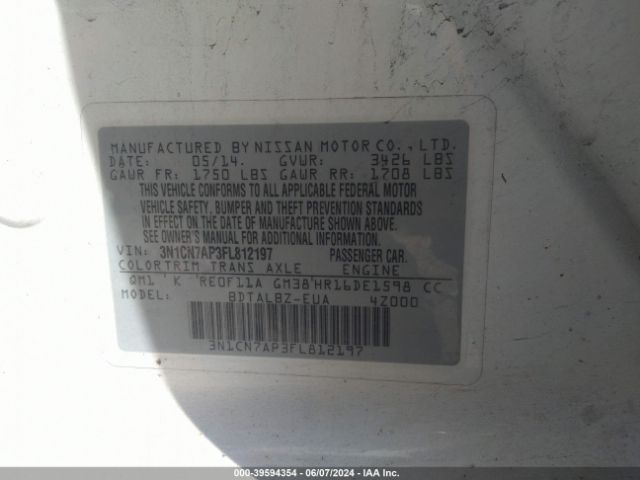 MANUFACTURED BY NISSAN MOTOR CO., LTD.
DATE: 05/14. GVWR: 3426 LBS
GAWR FR: 1750 LBS GAWR RR: 1708 LBS
THIS VEHICLE CONFORMS TO ALL APPLICABLE FEDERAL MOTOR
VEHICLE SAFETY, BUMPER AND THEFT PREVENTION STANDARDS
IN EFFECT ON THE DATE OF MANUFACTURE SHOWN ABOVE.
SEE OWNER'S MANUAL FOR ADDITIONAL INFORMATION.
VIN: 3N1CN7AP3FL812197 PASSENGER CAR.
COLOR TRIM TRANS AXLE ENGINE
QM1 K RE0F11A GM38 HR16DE1598 CC
BDTALBZ-EUA 4Z000
3N1CN7AP3FL812197
000-39594354 - 06/07/2024 - IAA Inc.